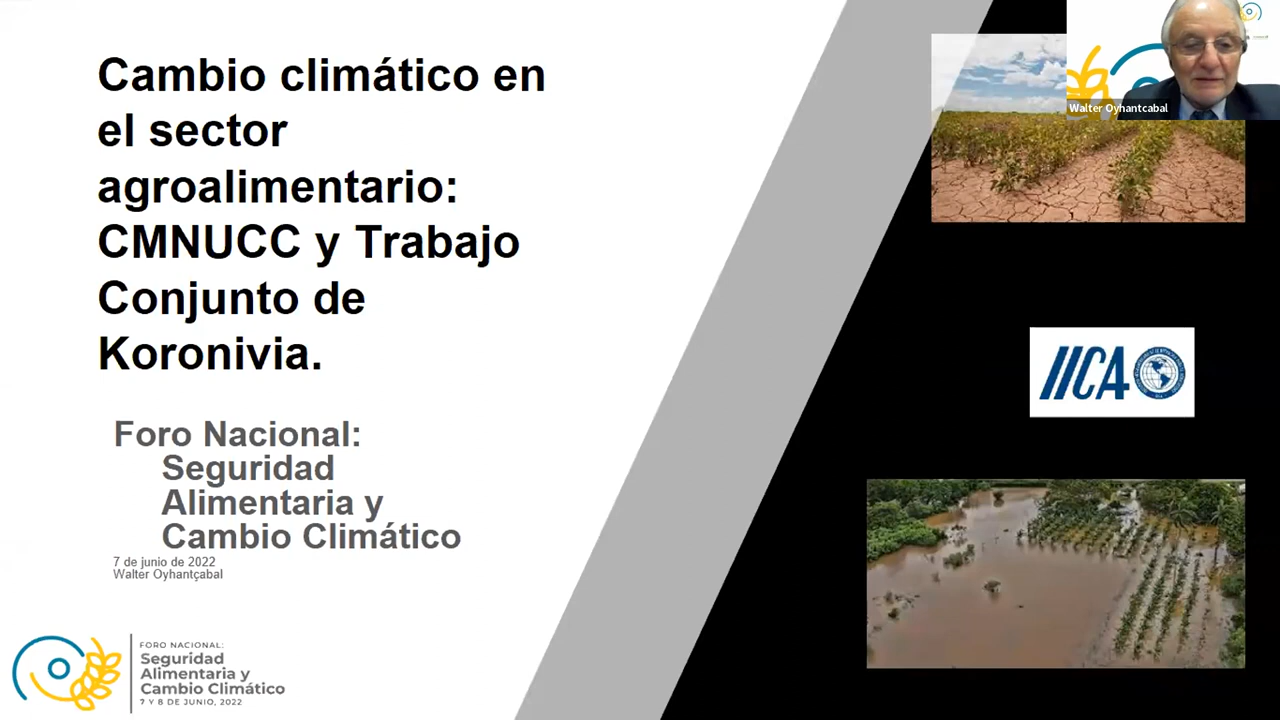 Cambio climático en
el sector
agroalimentario:
CMNUCC y Trabajo
Conjunto de
Koronivia.
Foro Nacional:
Seguridad
Alimentaria y
Cambio Climático
7 de junio de 2022
Walter Oyhantçabal
FORO NACIONAL:
Seguridad
Alimentaria y
Cambio Climático
7 Y 8 DE JUNIO, 2022
Walter Oyhantcabal
IICA